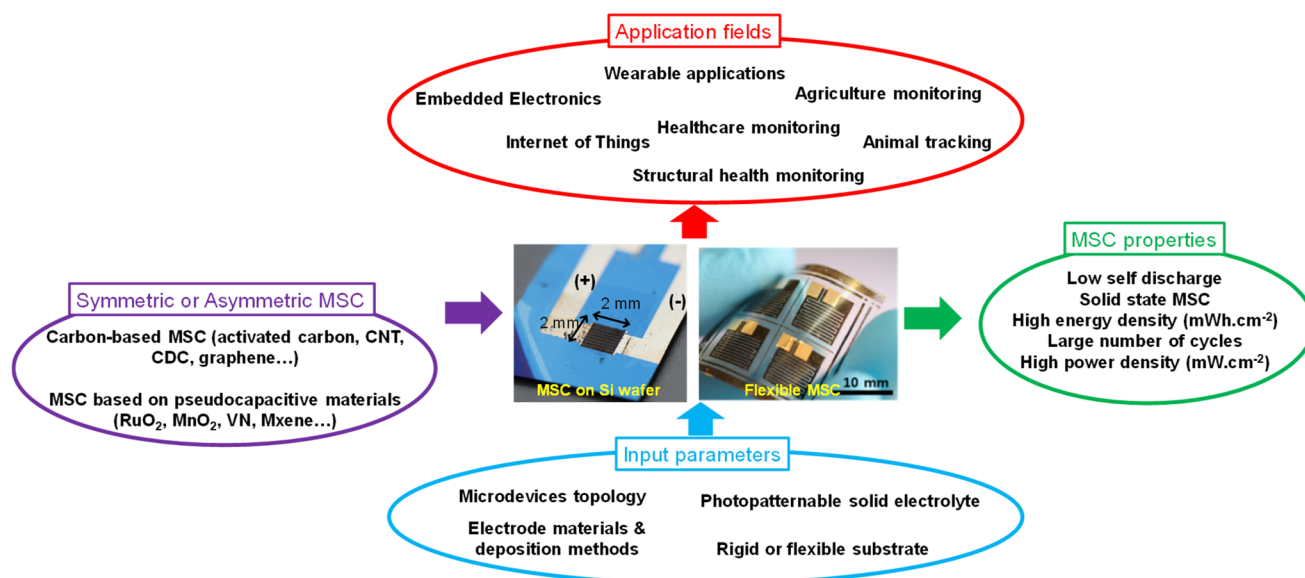 Application fields
Wearable applications
Embedded Electronics
Agriculture monitoring
Healthcare monitoring
Internet of Things
Animal tracking
Structural health monitoring
Symmetric or Asymmetric MSC
Carbon-based MSC (activated carbon, CNT,
CDC, graphene…)
MSC based on pseudocapacitive materials
(RuO₂, MnO₂, VN, Mxene…)
(+)
(-)
2 mm
2 mm
MSC on Si wafer
Flexible MSC
10 mm
MSC properties
Low self discharge
Solid state MSC
High energy density (mWh.cm⁻²)
Large number of cycles
High power density (mW.cm⁻²)
Input parameters
Microdevices topology
Photopatternable solid electrolyte
Electrode materials &
deposition methods
Rigid or flexible substrate